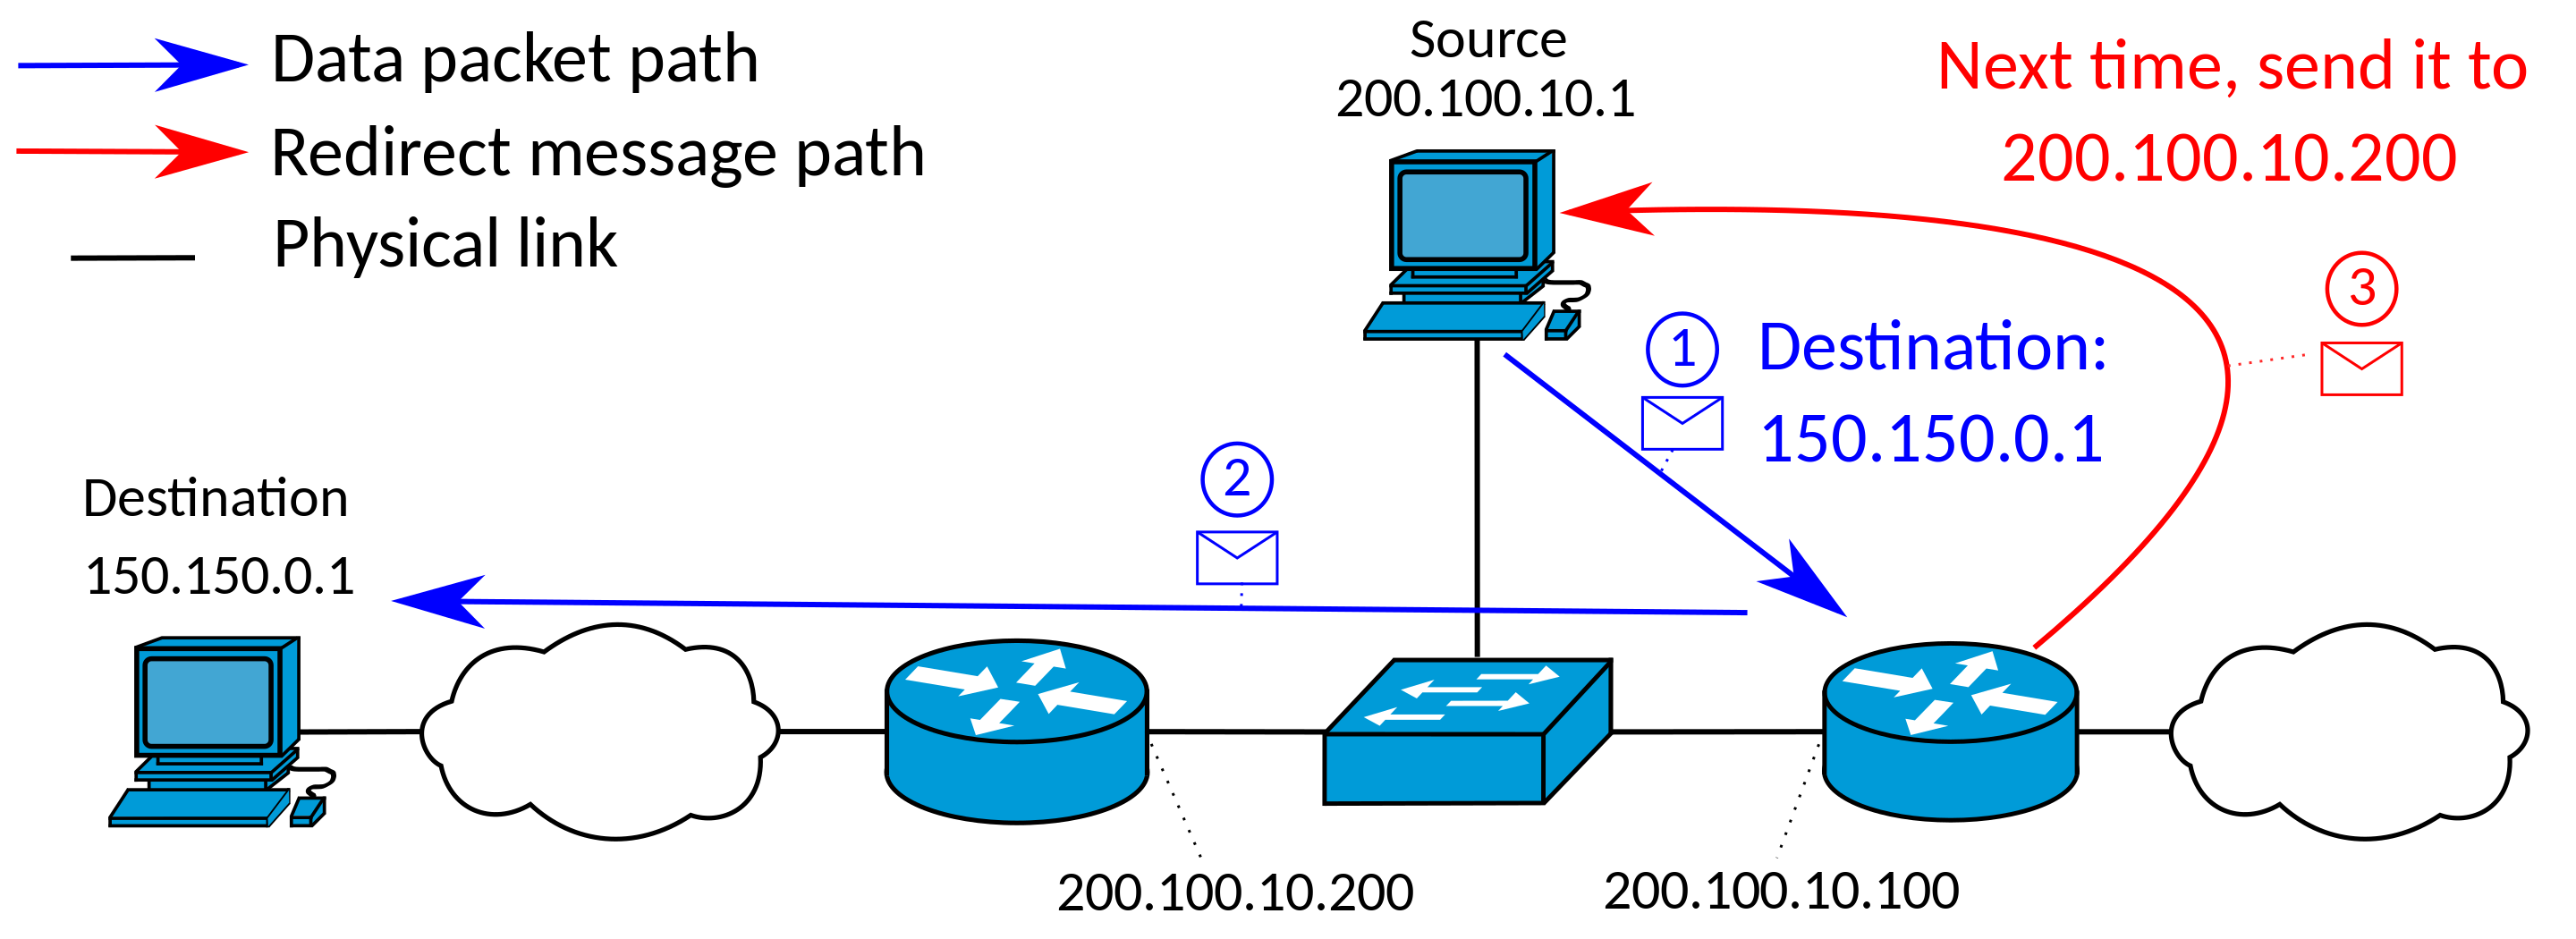 Data packet path
Redirect message path
Physical link
Source
200.100.10.1
Next time, send it to
200.100.10.200
3
1
Destination:
150.150.0.1
2
Destination
150.150.0.1
200.100.10.200
200.100.10.100